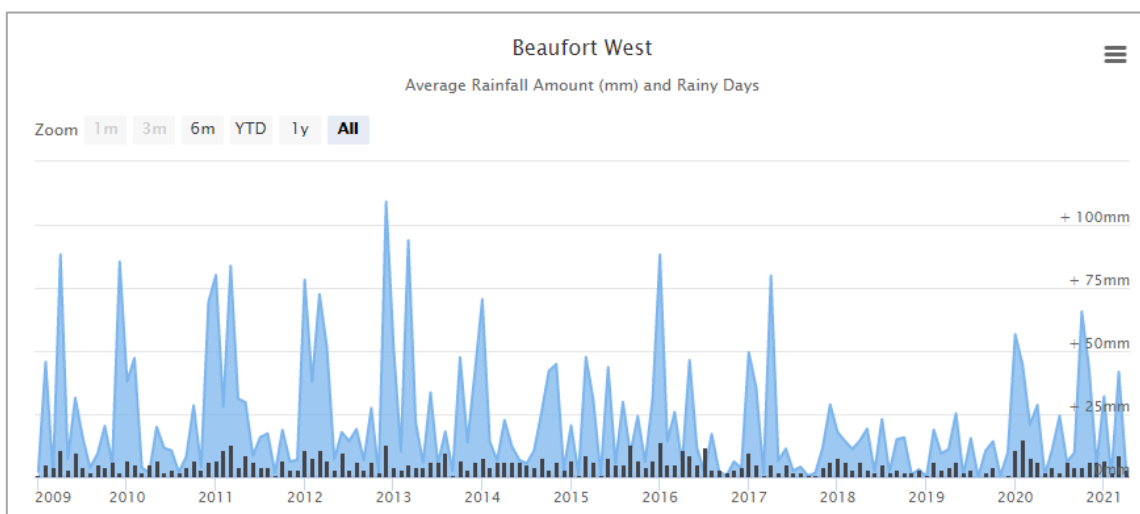 Beaufort West
Average Rainfall Amount (mm) and Rainy Days
Zoom 1m 3m 6m YTD 1y All
+ 100mm
+ 75mm
+ 50mm
+ 25mm
0mm
2009 2010 2011 2012 2013 2014 2015 2016 2017 2018 2019 2020 2021